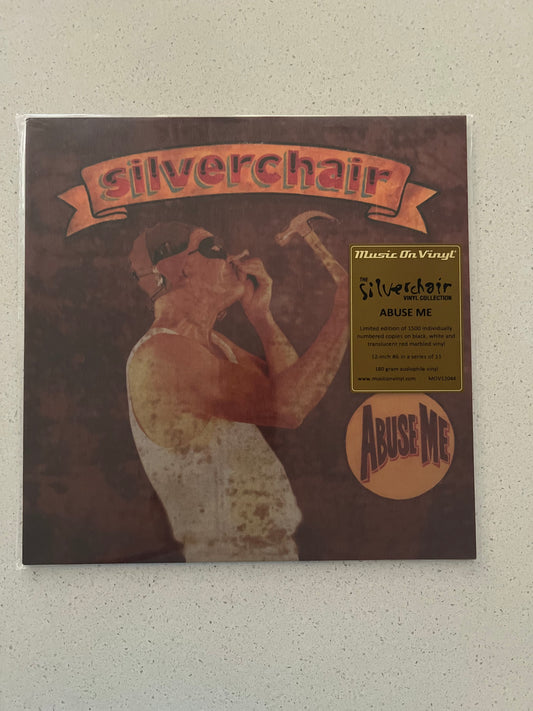 silverchair
Music On Vinyl
THE
silverchair
VINYL COLLECTION
ABUSE ME
Limited edition of 1500 individually
numbered copies on black, white and
translucent red marbled vinyl
12-inch #6 in a series of 11
180 gram audiophile vinyl
www.musiconvinyl.com MOV12044
ABUSE ME